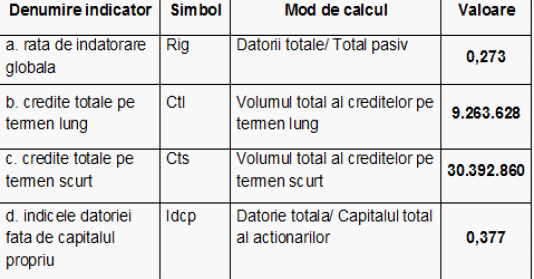 Denumire indicator Simbol Mod de calcul Valoare
a. rata de indatorare Rig Datorii totale/ Total pasiv 0,273
globala
b. credite totale pe Ctl Volumul total al creditelor pe 9.263.628
termen lung termen lung
c. credite totale pe Cts Volumul total al creditelor pe 30.392.860
termen scurt termen scurt
d. indicele datoriei Idcp Datorie totala/ Capitalul total 0,377
fata de capitalul al actionarilor
propriu